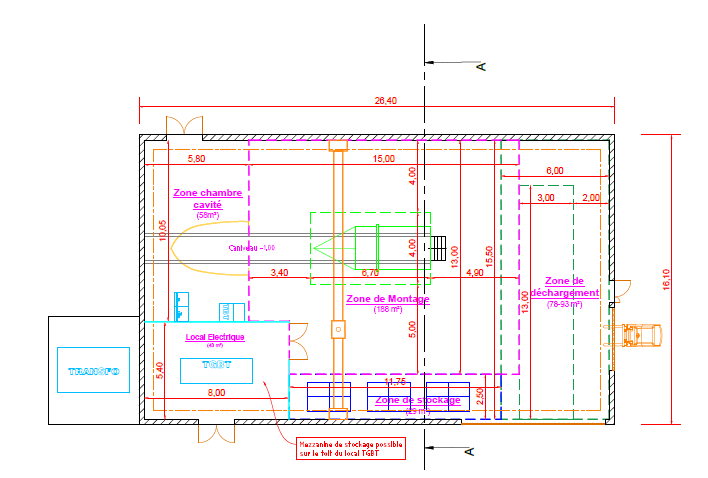 A
26,40
5,80
15,00
4,00
6,00
Zone chambre
cavité
(58m²)
3,00
2,00
10,05
4,00
13,00
15,50
3,40
6,70
4,90
16,10
Zone de
déchargement
(78-93 m²)
Zone de Montage
(168 m²)
13,00
Local Electrique
5,00
TRANSFO
TGBT
5,40
8,00
11,75
2,50
Zone de stockage
Mezzanine de stockage possible
sur le toit du local TGBT
A